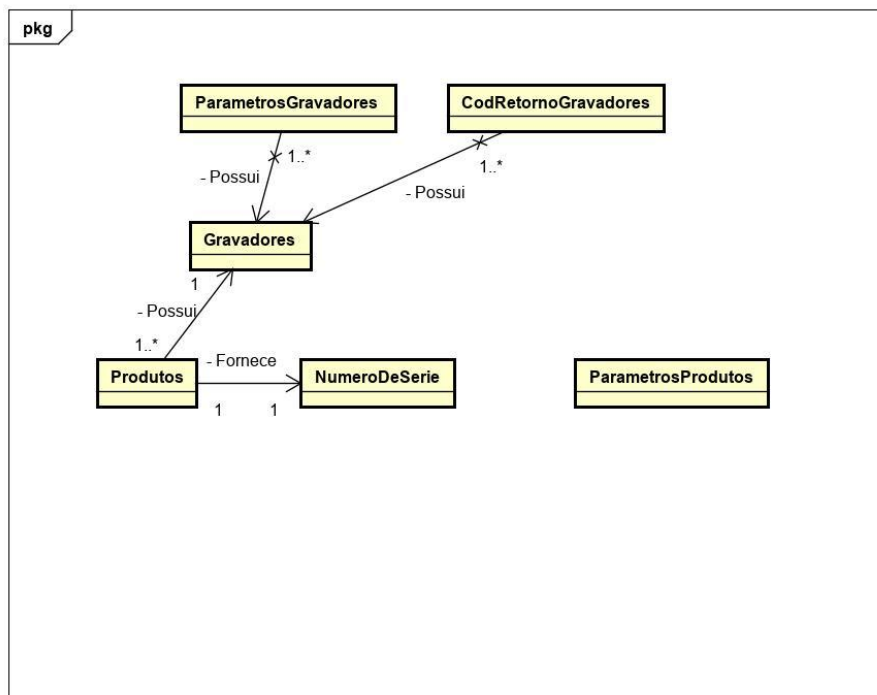 pkg
ParametrosGravadores
CodRetornoGravadores
1..*
1..*
- Possui
- Possui
Gravadores
1
- Possui
1..*
- Fornece
Produtos
NumeroDeSerie
ParametrosProdutos
1
1